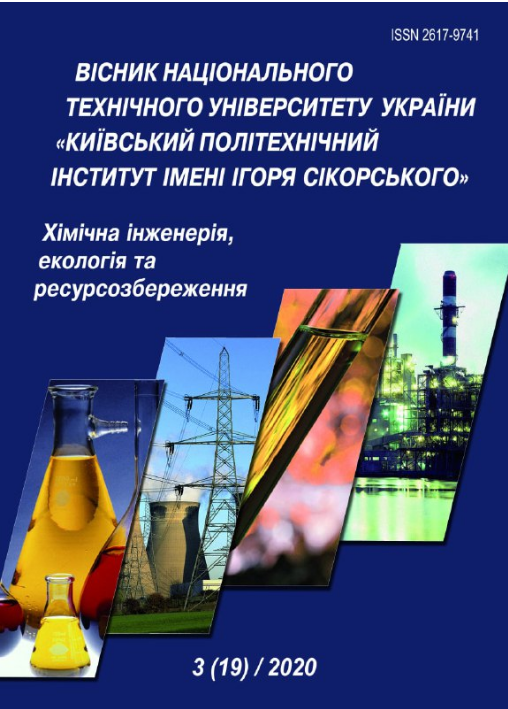 ISSN 2617-9741
ВІСНИК НАЦІОНАЛЬНОГО
ТЕХНІЧНОГО УНІВЕРСИТЕТУ УКРАЇНИ
«КИЇВСЬКИЙ ПОЛІТЕХНІЧНИЙ
ІНСТИТУТ ІМЕНІ ІГОРЯ СІКОРСЬКОГО»
Хімічна інженерія,
екологія та
ресурсозбереження
3 (19) / 2020